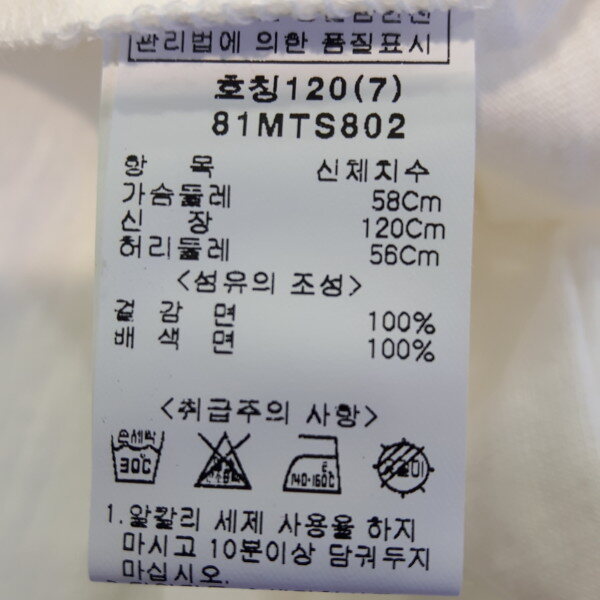 관리법에 의한 품질표시
호칭120(7)
81MTS802
항 목 신체치수
가슴둘레 58Cm
신 장 120Cm
허리둘레 56Cm
<섬유의 조성>
겉 감 면 100%
배 색 면 100%
<취급주의 사항>
손세탁
30℃
140-160℃
1.알칼리 세제 사용을 하지
마시고 10분이상 담궈두지
마십시오.